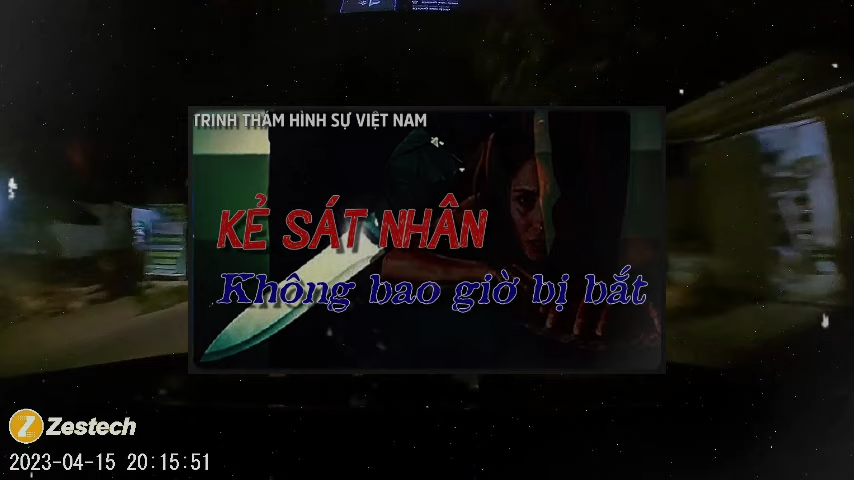 TRINH THÁM HÌNH SỰ VIỆT NAM
KẺ SÁT NHÂN
Không bao giờ bị bắt
Zestech
2023-04-15 20:15:51